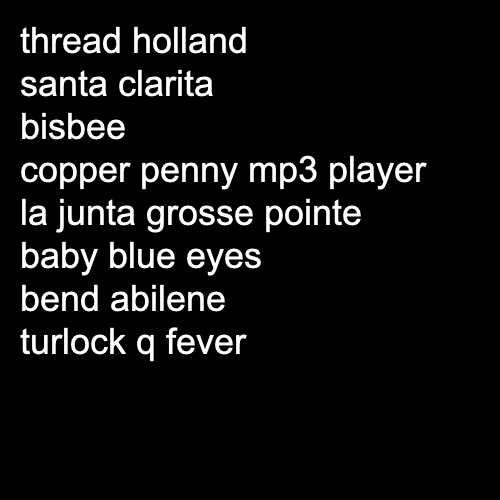 thread holland
santa clarita
bisbee
copper penny mp3 player
la junta grosse pointe
baby blue eyes
bend abilene
turlock q fever